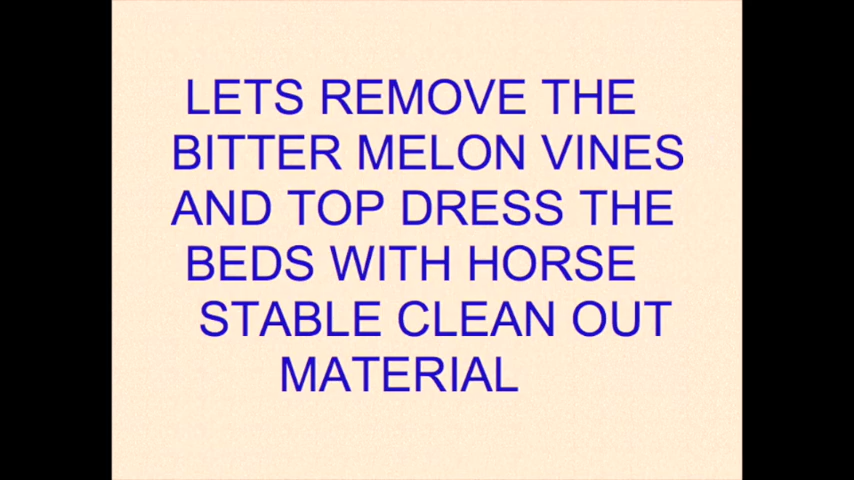 LETS REMOVE THE
BITTER MELON VINES
AND TOP DRESS THE
BEDS WITH HORSE
STABLE CLEAN OUT
MATERIAL